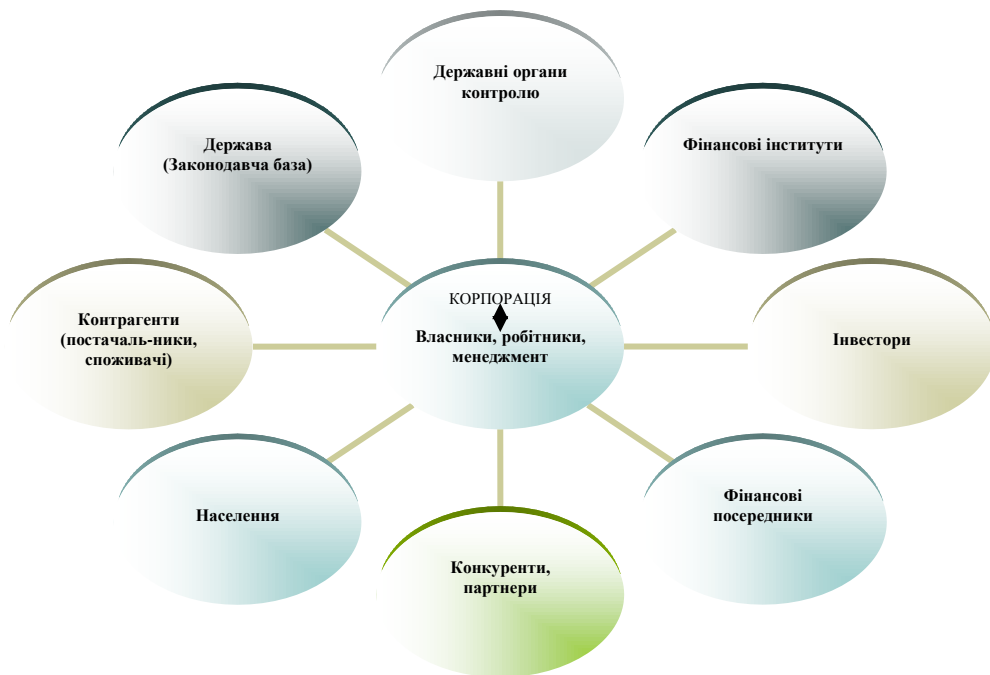 Державні органи
контролю
Держава
(Законодавча база)
Фінансові інститути
КОРПОРАЦІЯ
Власники, робітники,
менеджмент
Контрагенти
(постачаль-ники,
споживачі)
Інвестори
Населення
Фінансові
посередники
Конкуренти,
партнери